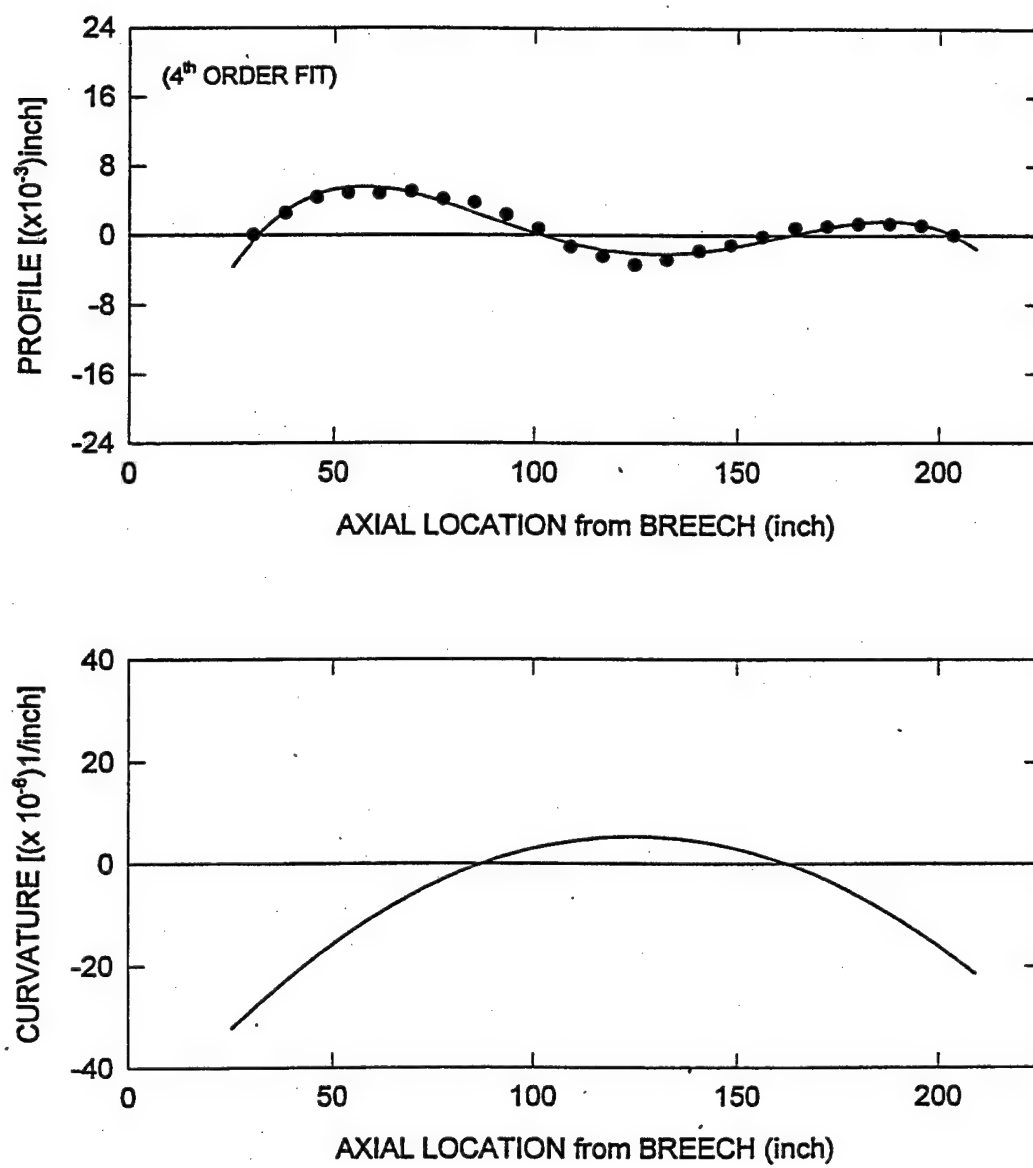 24
(4th ORDER FIT)
16
8
0
-8
-16
-24
PROFILE [(x10-3)inch]
0 50 100 150 200
AXIAL LOCATION from BREECH (inch)
40
20
0
-20
-40
CURVATURE [(x 10-6)1/inch]
0 50 100 150 200
AXIAL LOCATION from BREECH (inch)